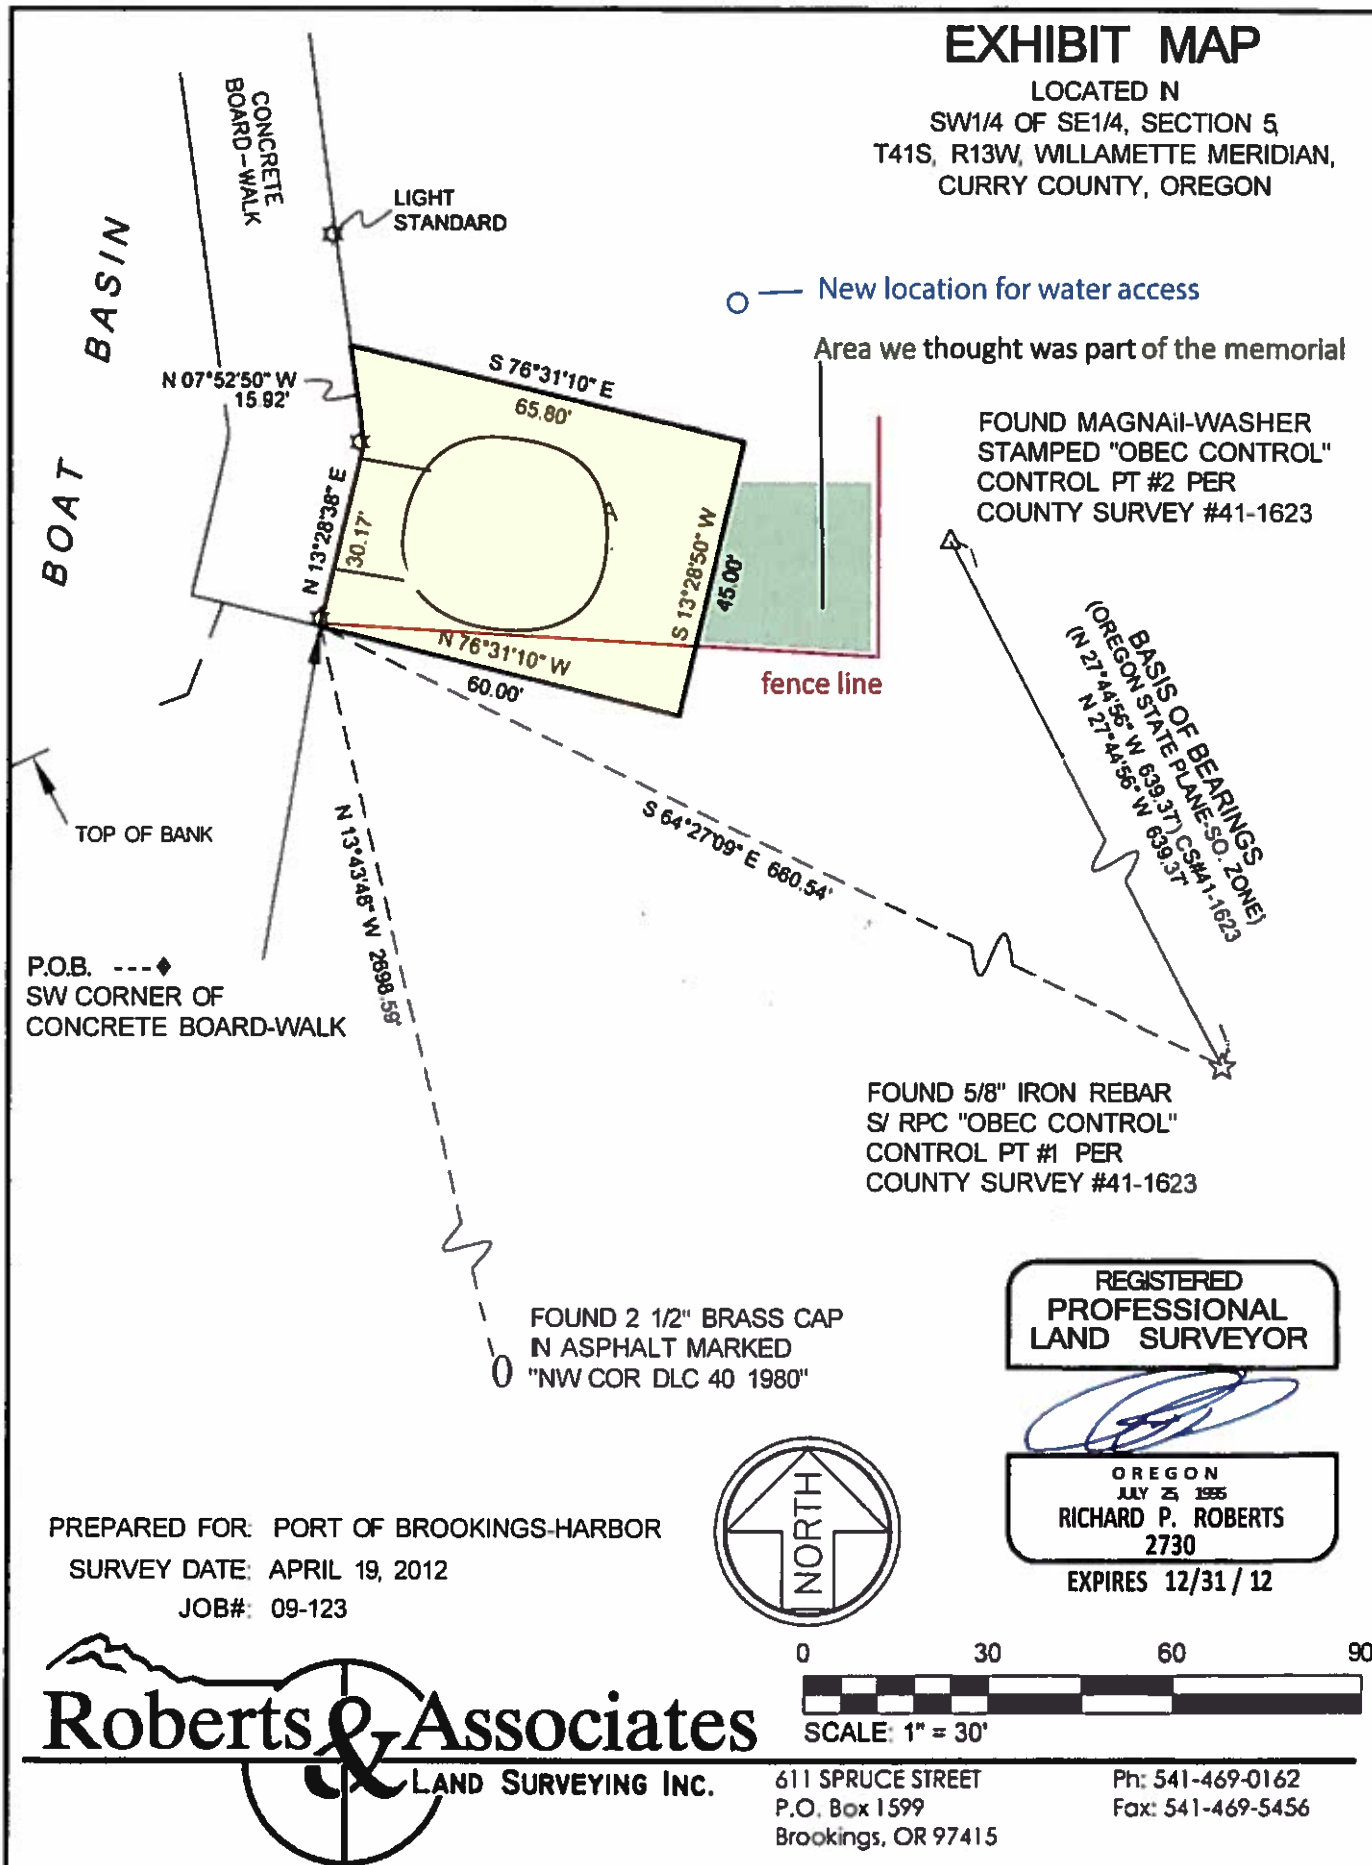 EXHIBIT MAP
LOCATED N
SW1/4 OF SE1/4, SECTION 5,
T41S, R13W, WILLAMETTE MERIDIAN,
CURRY COUNTY, OREGON
CONCRETE
BOARD-WALK
LIGHT
STANDARD
BOAT BASIN
New location for water access
Area we thought was part of the memorial
N 07°52'50" W
15.92'
S 76°31'10" E
65.80'
N 13°28'38" E
30.17'
S 13°28'50" W
45.00'
N 76°31'10" W
60.00'
fence line
FOUND MAGNAil-WASHER
STAMPED "OBEC CONTROL"
CONTROL PT #2 PER
COUNTY SURVEY #41-1623
BASIS OF BEARINGS
(OREGON STATE PLANE-SO. ZONE)
(N 27°44'56" W 639.37') CS#41-1623
N 27°44'56" W 639.37'
TOP OF BANK
S 64°27'09" E 660.54'
N 13°43'48" W 2698.59'
P.O.B.
SW CORNER OF
CONCRETE BOARD-WALK
FOUND 5/8" IRON REBAR
S/ RPC "OBEC CONTROL"
CONTROL PT #1 PER
COUNTY SURVEY #41-1623
FOUND 2 1/2" BRASS CAP
N ASPHALT MARKED
"NW COR DLC 40 1980"
REGISTERED
PROFESSIONAL
LAND SURVEYOR
OREGON
JULY 25, 1995
RICHARD P. ROBERTS
2730
EXPIRES 12/31/12
NORTH
PREPARED FOR: PORT OF BROOKINGS-HARBOR
SURVEY DATE: APRIL 19, 2012
JOB#: 09-123
0 30 60 90
SCALE: 1" = 30'
Roberts & Associates
LAND SURVEYING INC.
611 SPRUCE STREET
P.O. Box 1599
Brookings, OR 97415
Ph: 541-469-0162
Fax: 541-469-5456